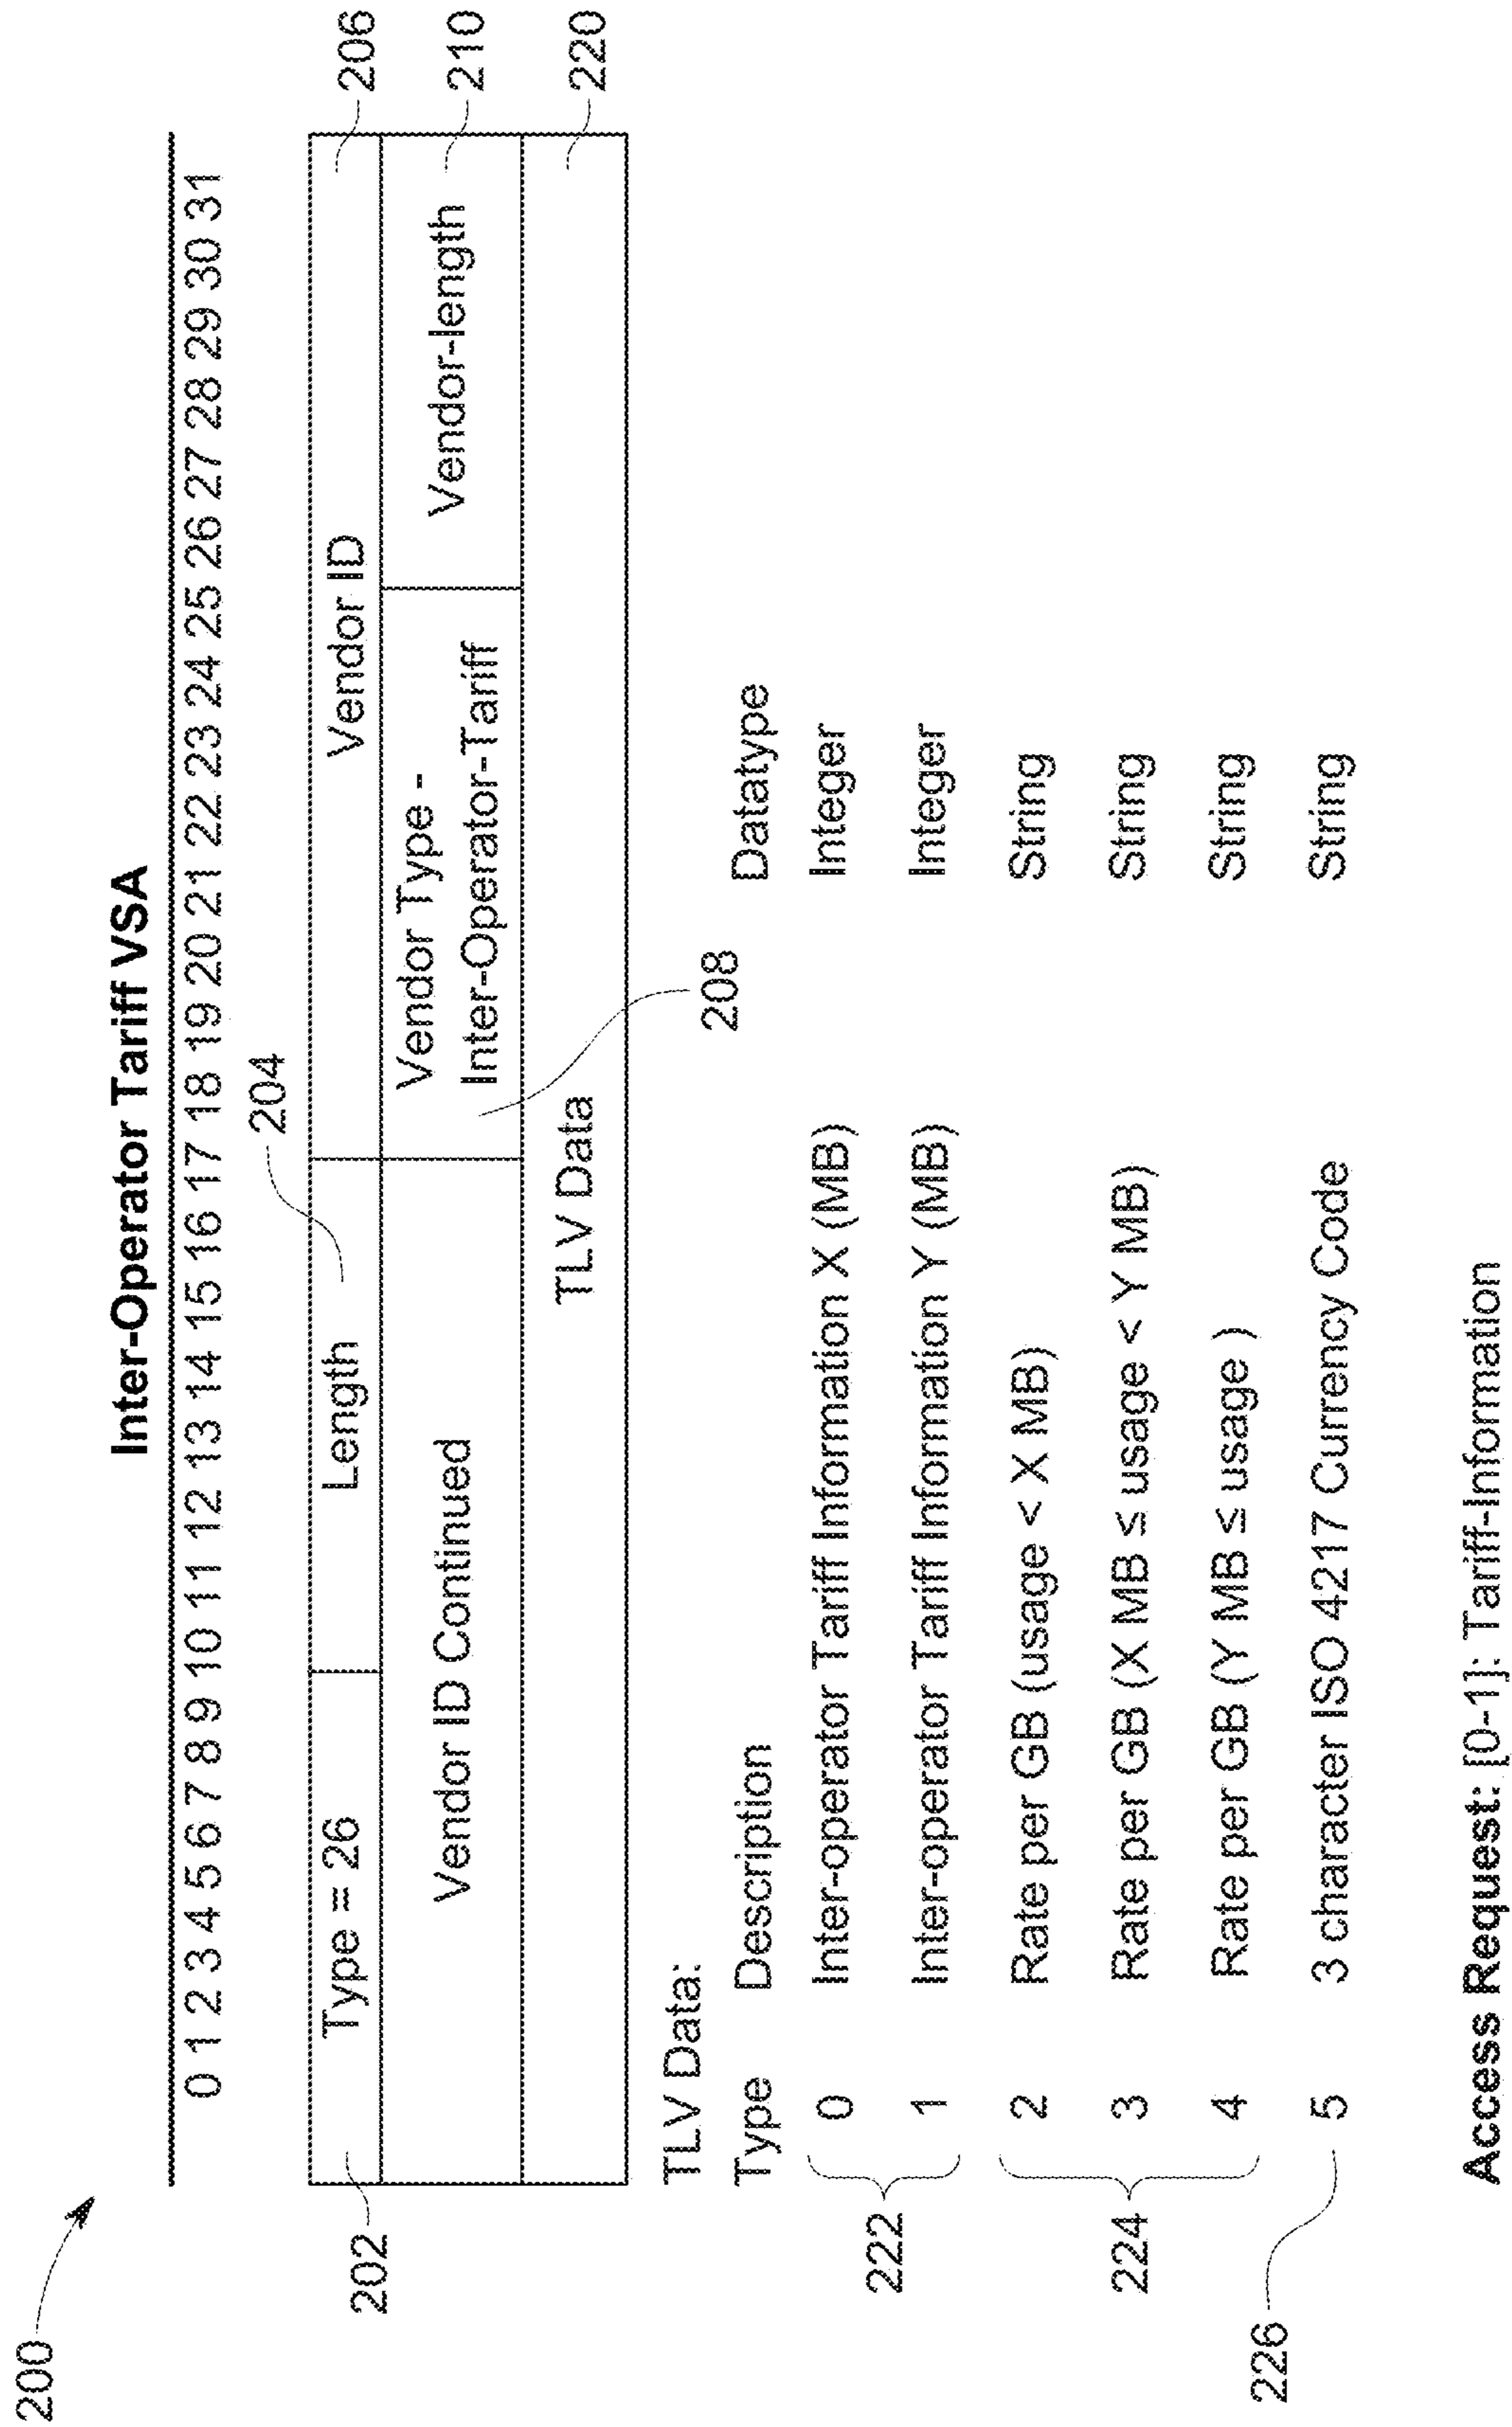 200
Inter-Operator Tariff VSA
0 1 2 3 4 5 6 7 8 9 10 11 12 13 14 15 16 17 18 19 20 21 22 23 24 25 26 27 28 29 30 31
204
Type = 26 Length Vendor ID 206
202
Vendor ID Continued Vendor Type - Vendor-length 210
Inter-Operator-Tariff
TLV Data 220
208
TLV Data:
Type Description Datatype
0 Inter-operator Tariff Information X (MB) Integer
222
1 Inter-operator Tariff Information Y (MB) Integer
2 Rate per GB (usage < X MB) String
224
3 Rate per GB (X MB ≤ usage < Y MB) String
4 Rate per GB (Y MB ≤ usage ) String
226
5 3 character ISO 4217 Currency Code String
Access Request: [0-1]: Tariff-Information